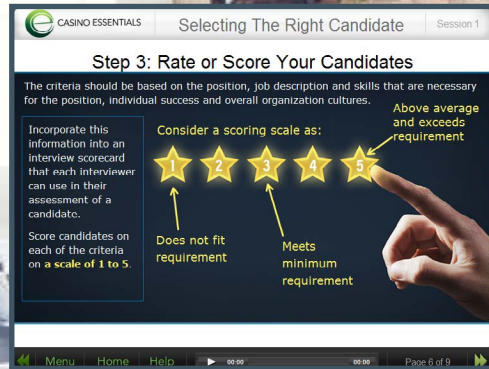 CASINO ESSENTIALS
Selecting The Right Candidate
Session 1
Step 3: Rate or Score Your Candidates
The criteria should be based on the position, job description and skills that are necessary
for the position, individual success and overall organization cultures.
Incorporate this
information into an
interview scorecard
that each interviewer
can use in their
assessment of a
candidate.
Score candidates on
each of the criteria
on a scale of 1 to 5.
Consider a scoring scale as:
Above average
and exceeds
requirement
1 2 3 4 5
Does not fit
requirement
Meets
minimum
requirement
Menu Home Help 00:00 00:00 Page 6 of 9